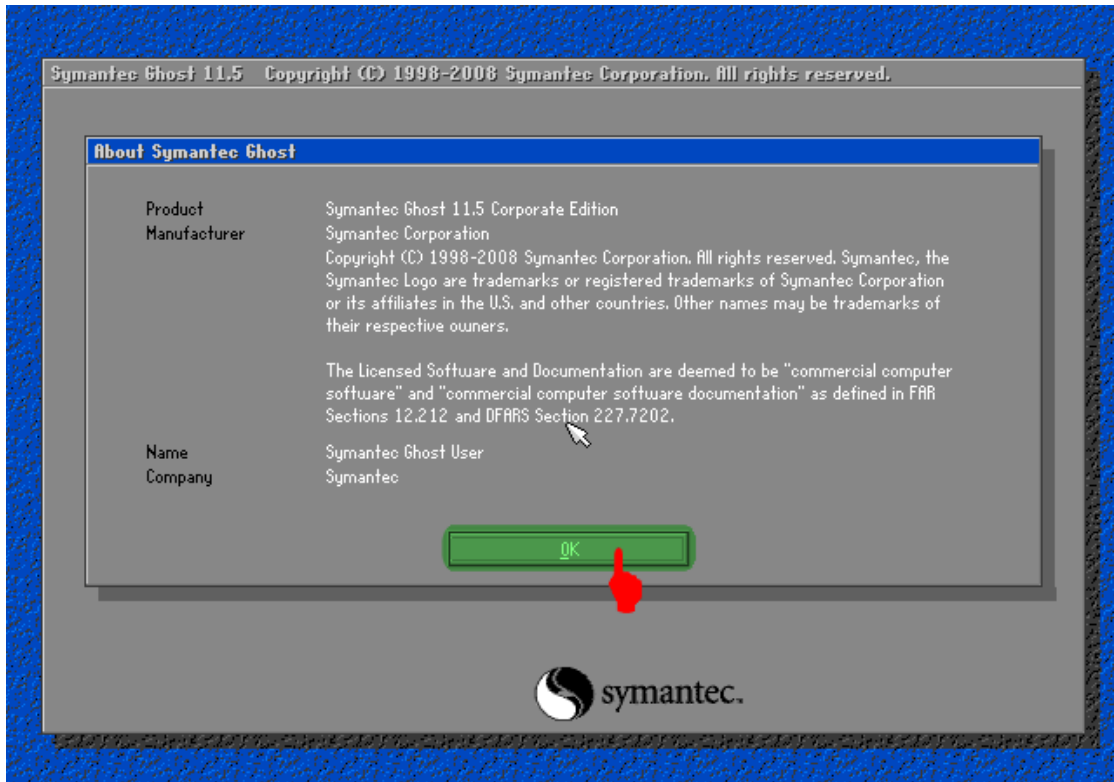 Symantec Ghost 11.5   Copyright (C) 1998-2008 Symantec Corporation. All rights reserved.
About Symantec Ghost
Product Symantec Ghost 11.5 Corporate Edition
Manufacturer Symantec Corporation
Copyright (C) 1998-2008 Symantec Corporation. All rights reserved. Symantec, the
Symantec Logo are trademarks or registered trademarks of Symantec Corporation
or its affiliates in the U.S. and other countries. Other names may be trademarks of
their respective owners.
The Licensed Software and Documentation are deemed to be "commercial computer
software" and "commercial computer software documentation" as defined in FAR
Sections 12.212 and DFARS Section 227.7202.
Name Symantec Ghost User
Company Symantec
OK
symantec.